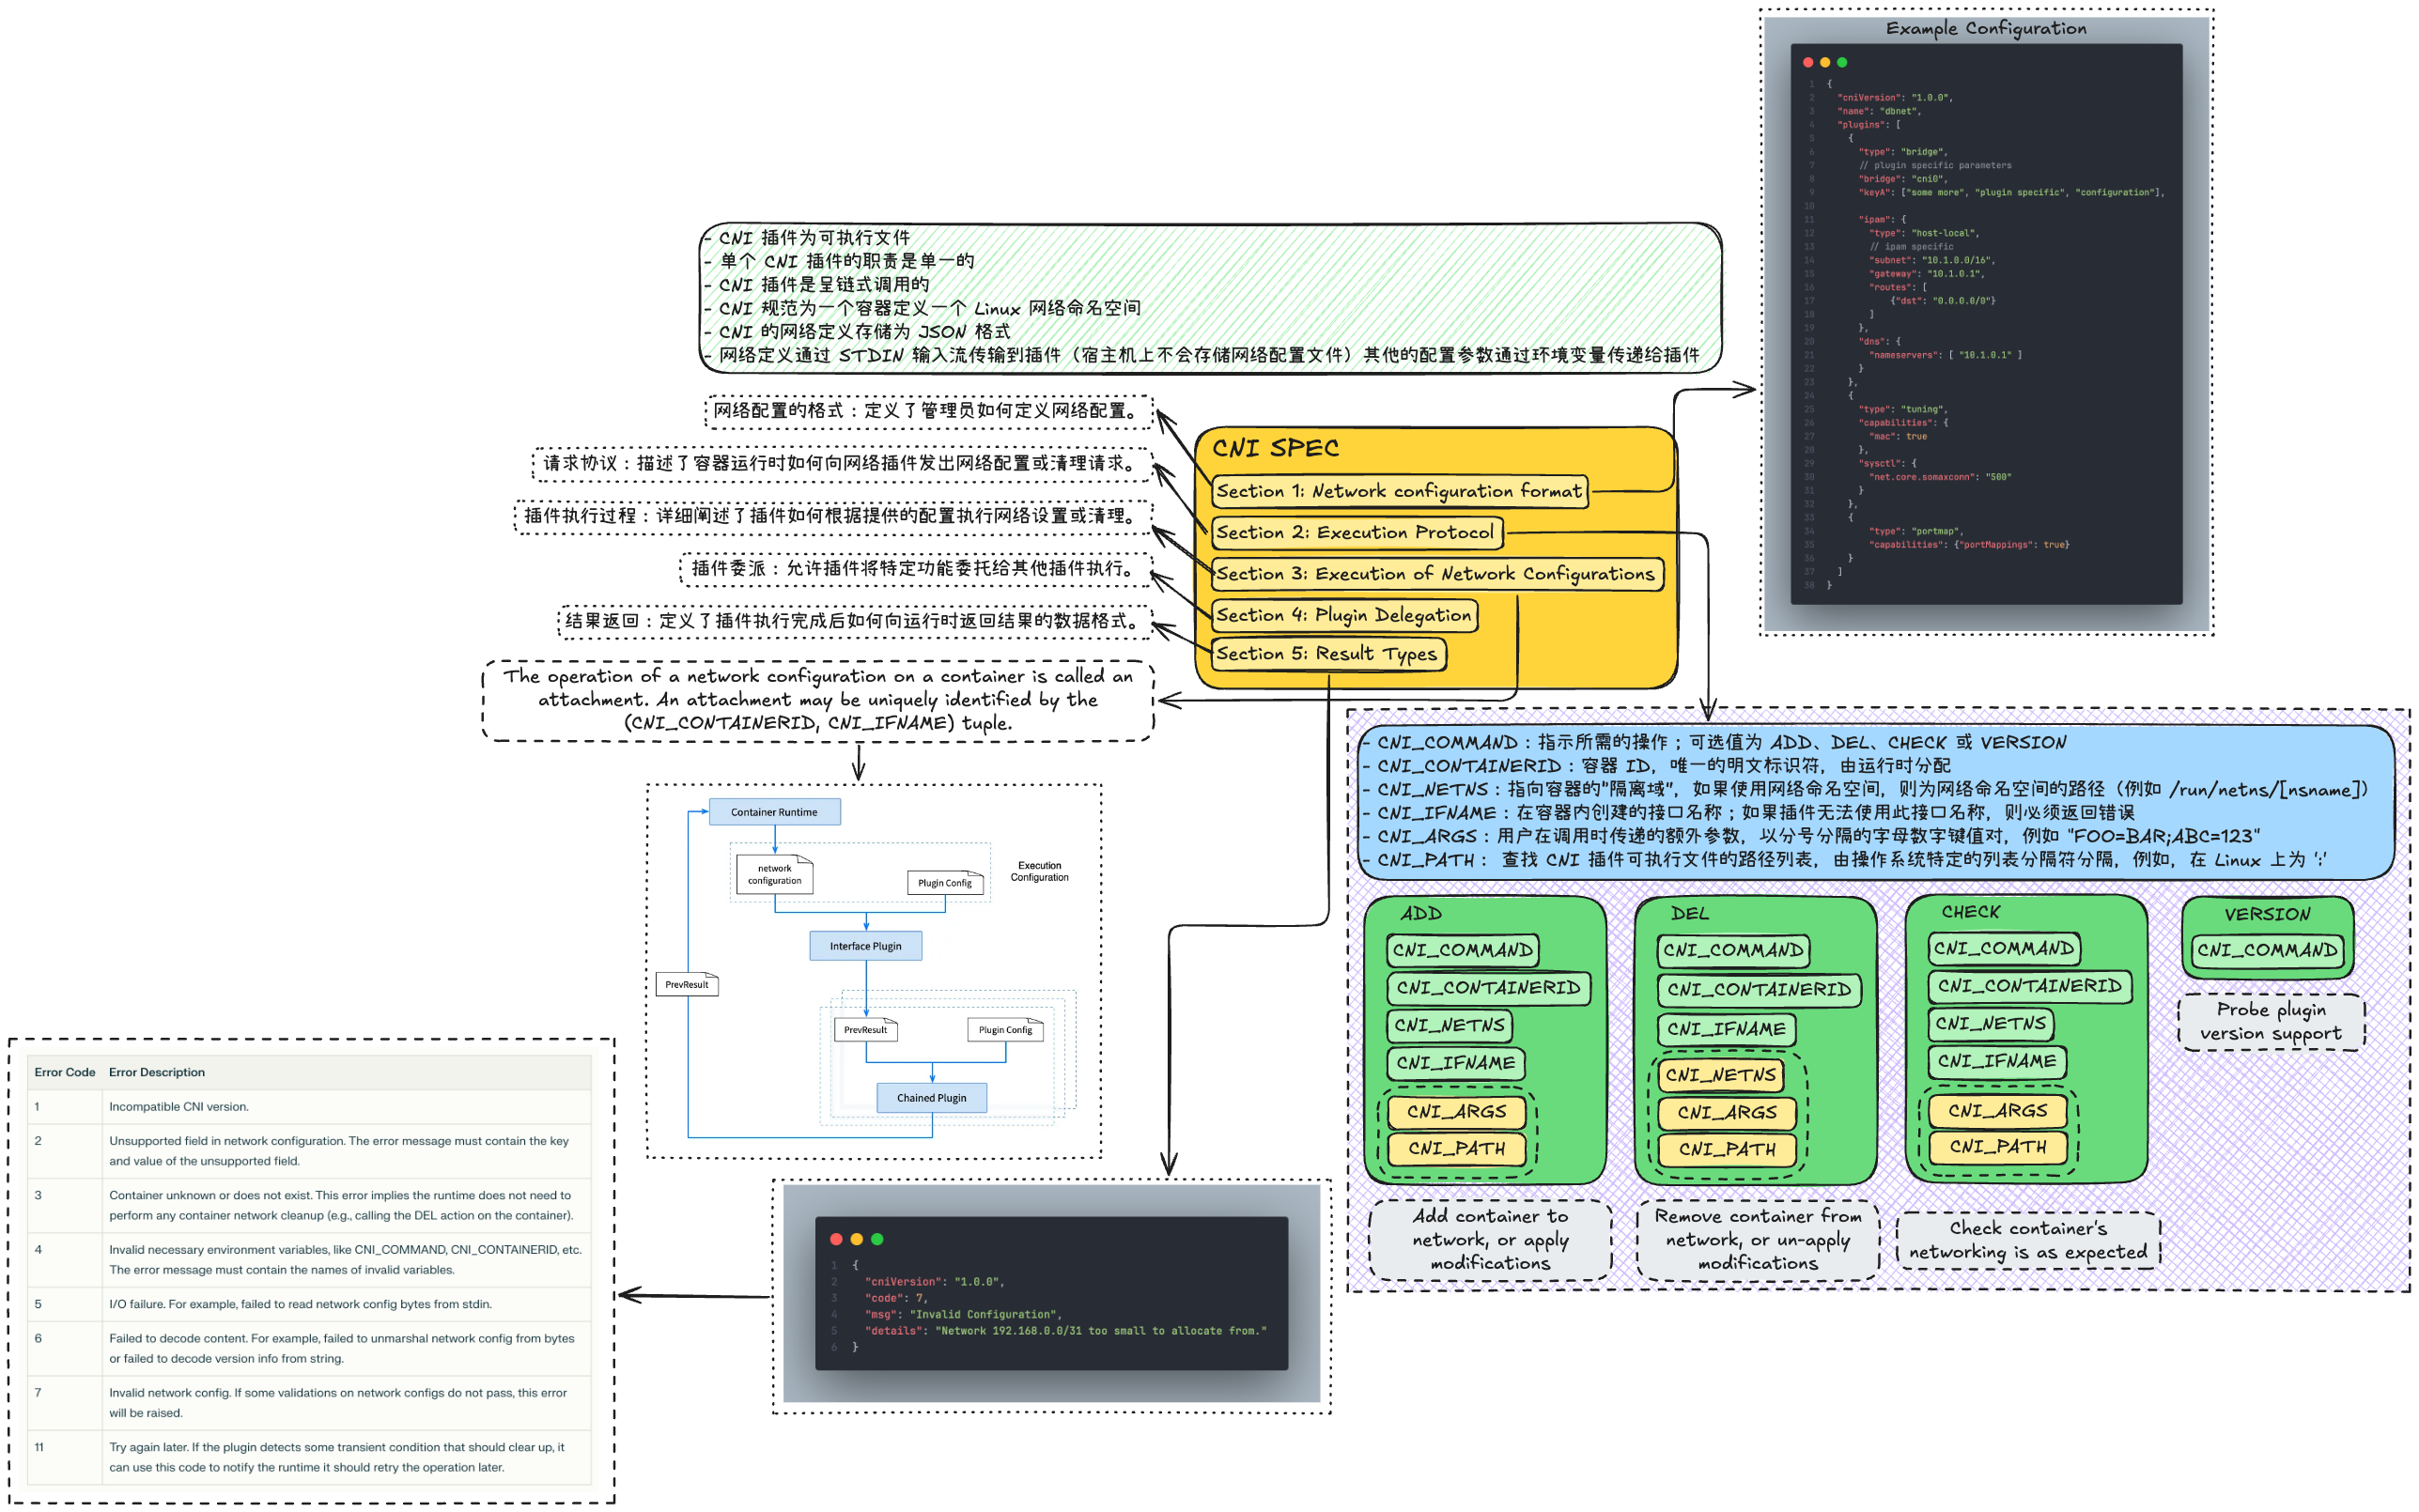 Example Configuration
1 {
2 "cniVersion": "1.0.0",
3 "name": "dbnet",
4 "plugins": [
5 {
6 "type": "bridge",
7 // plugin specific parameters
8 "bridge": "cni0",
9 "keyA": ["some more", "plugin specific", "configuration"],
10
11 "ipam": {
12 "type": "host-local",
13 // ipam specific
14 "subnet": "10.1.0.0/16",
15 "gateway": "10.1.0.1",
16 "routes": [
17 {"dst": "0.0.0.0/0"}
18 ]
19 },
20 "dns": {
21 "nameservers": [ "10.1.0.1" ]
22 }
23 },
24 {
25 "type": "tuning",
26 "capabilities": {
27 "mac": true
28 },
29 "sysctl": {
30 "net.core.somaxconn": "500"
31 }
32 },
33 {
34 "type": "portmap",
35 "capabilities": {"portMappings": true}
36 }
37 ]
38 }
- CNI 插件为可执行文件
- 单个 CNI 插件的职责是单一的
- CNI 插件是呈链式调用的
- CNI 规范为一个容器定义一个 Linux 网络命名空间
- CNI 的网络定义存储为 JSON 格式
- 网络定义通过 STDIN 输入流传输到插件（宿主机上不会存储网络配置文件）其他的配置参数通过环境变量传递给插件
网络配置的格式：定义了管理员如何定义网络配置。
请求协议：描述了容器运行时如何向网络插件发出网络配置或清理请求。
插件执行过程：详细阐述了插件如何根据提供的配置执行网络设置或清理。
插件委派：允许插件将特定功能委托给其他插件执行。
结果返回：定义了插件执行完成后如何向运行时返回结果的数据格式。
CNI SPEC
Section 1: Network configuration format
Section 2: Execution Protocol
Section 3: Execution of Network Configurations
Section 4: Plugin Delegation
Section 5: Result Types
The operation of a network configuration on a container is called an
attachment. An attachment may be uniquely identified by the
(CNI_CONTAINERID, CNI_IFNAME) tuple.
Container Runtime
network
configuration
Plugin Config
Execution
Configuration
Interface Plugin
PrevResult
PrevResult
Plugin Config
Chained Plugin
- CNI_COMMAND：指示所需的操作；可选值为 ADD、DEL、CHECK 或 VERSION
- CNI_CONTAINERID：容器 ID，唯一的明文标识符，由运行时分配
- CNI_NETNS：指向容器的"隔离域"，如果使用网络命名空间，则为网络命名空间的路径（例如 /run/netns/[nsname]）
- CNI_IFNAME：在容器内创建的接口名称；如果插件无法使用此接口名称，则必须返回错误
- CNI_ARGS：用户在调用时传递的额外参数，以分号分隔的字母数字键值对，例如 "FOO=BAR;ABC=123"
- CNI_PATH： 查找 CNI 插件可执行文件的路径列表，由操作系统特定的列表分隔符分隔，例如，在 Linux 上为 ':'
ADD
CNI_COMMAND
CNI_CONTAINERID
CNI_NETNS
CNI_IFNAME
CNI_ARGS
CNI_PATH
Add container to
network, or apply
modifications
DEL
CNI_COMMAND
CNI_CONTAINERID
CNI_IFNAME
CNI_NETNS
CNI_ARGS
CNI_PATH
Remove container from
network, or un-apply
modifications
CHECK
CNI_COMMAND
CNI_CONTAINERID
CNI_NETNS
CNI_IFNAME
CNI_ARGS
CNI_PATH
Check container's
networking is as expected
VERSION
CNI_COMMAND
Probe plugin
version support
1 {
2 "cniVersion": "1.0.0",
3 "code": 7,
4 "msg": "Invalid Configuration",
5 "details": "Network 192.168.0.0/31 too small to allocate from."
6 }
Error Code Error Description
1 Incompatible CNI version.
2 Unsupported field in network configuration. The error message must contain the key
and value of the unsupported field.
3 Container unknown or does not exist. This error implies the runtime does not need to
perform any container network cleanup (e.g., calling the DEL action on the container).
4 Invalid necessary environment variables, like CNI_COMMAND, CNI_CONTAINERID, etc.
The error message must contain the names of invalid variables.
5 I/O failure. For example, failed to read network config bytes from stdin.
6 Failed to decode content. For example, failed to unmarshal network config from bytes
or failed to decode version info from string.
7 Invalid network config. If some validations on network configs do not pass, this error
will be raised.
11 Try again later. If the plugin detects some transient condition that should clear up, it
can use this code to notify the runtime it should retry the operation later.